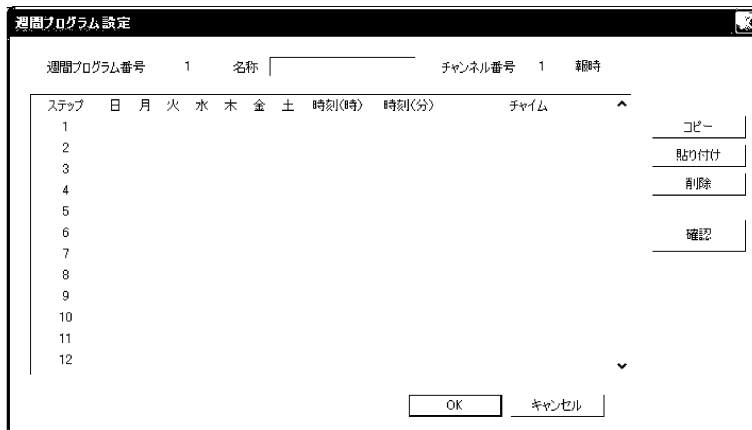 週間プログラム設定
週間プログラム番号 1 名称 チャンネル番号 1 報時
ステップ 日 月 火 水 木 金 土 時刻(時) 時刻(分) チャイム
1
2
3
4
5
6
7
8
9
10
11
12
コピー
貼り付け
削除
確認
OK キャンセル